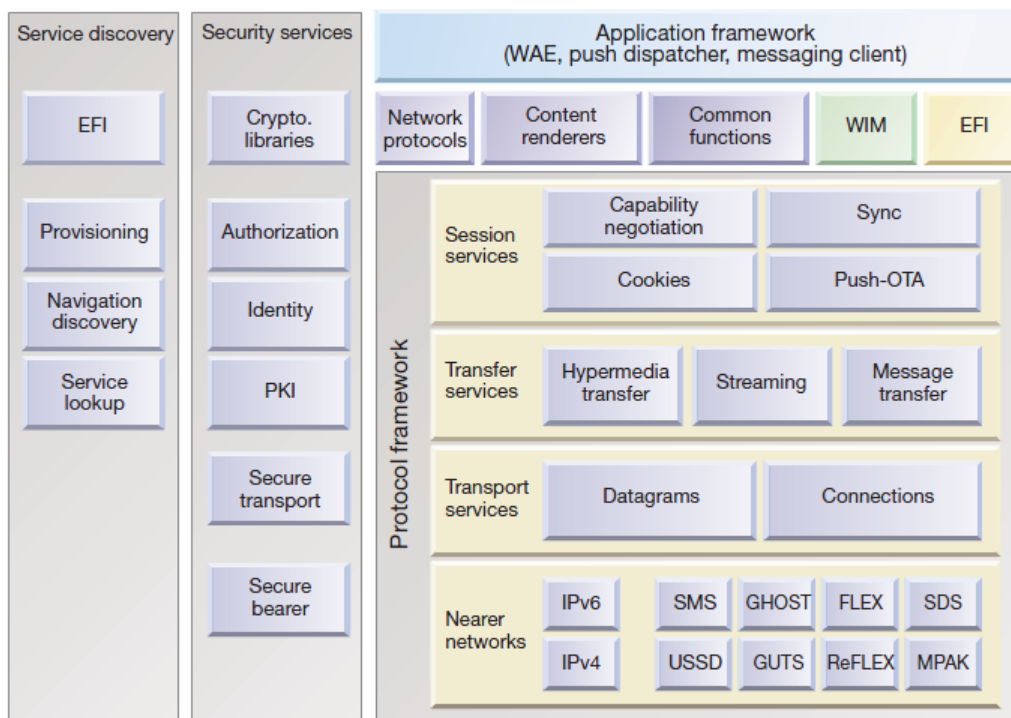 Service discovery
EFI
Provisioning
Navigation
discovery
Service
lookup
Security services
Crypto.
libraries
Authorization
Identity
PKI
Secure
transport
Secure
bearer
Application framework
(WAE, push dispatcher, messaging client)
Network
protocols
Content
renderers
Common
functions
WIM
EFI
Protocol framework
Session
services
Capability
negotiation
Sync
Cookies
Push-OTA
Transfer
services
Hypermedia
transfer
Streaming
Message
transfer
Transport
services
Datagrams
Connections
Nearer
networks
IPv6
SMS
GHOST
FLEX
SDS
IPv4
USSD
GUTS
ReFLEX
MPAK